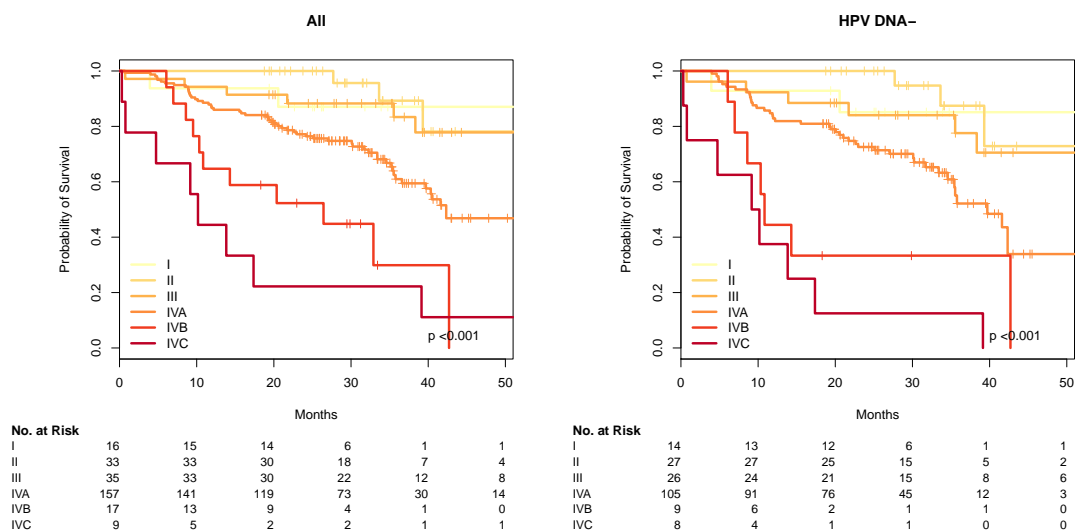 All
Probability of Survival
1.0
0.8
0.6
0.4
0.2
0.0
I
II
III
IVA
IVB
IVC
p <0.001
0 10 20 30 40 50
Months
No. at Risk
I 16 15 14 6 1 1
II 33 33 30 18 7 4
III 35 33 30 22 12 8
IVA 157 141 119 73 30 14
IVB 17 13 9 4 1 0
IVC 9 5 2 2 1 1
HPV DNA−
Probability of Survival
1.0
0.8
0.6
0.4
0.2
0.0
I
II
III
IVA
IVB
IVC
p <0.001
0 10 20 30 40 50
Months
No. at Risk
I 14 13 12 6 1 1
II 27 27 25 15 5 2
III 26 24 21 15 8 6
IVA 105 91 76 45 12 3
IVB 9 6 2 1 1 0
IVC 8 4 1 1 0 0